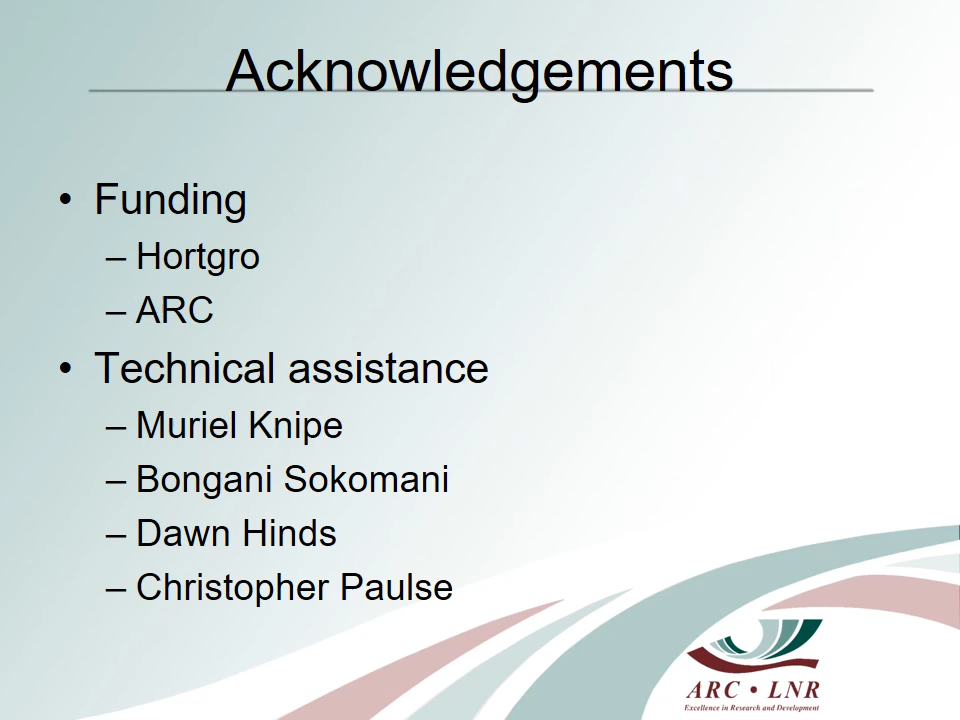 Acknowledgements
• Funding
– Hortgro
– ARC
• Technical assistance
– Muriel Knipe
– Bongani Sokomani
– Dawn Hinds
– Christopher Paulse
ARC • LNR
Excellence in Research and Development